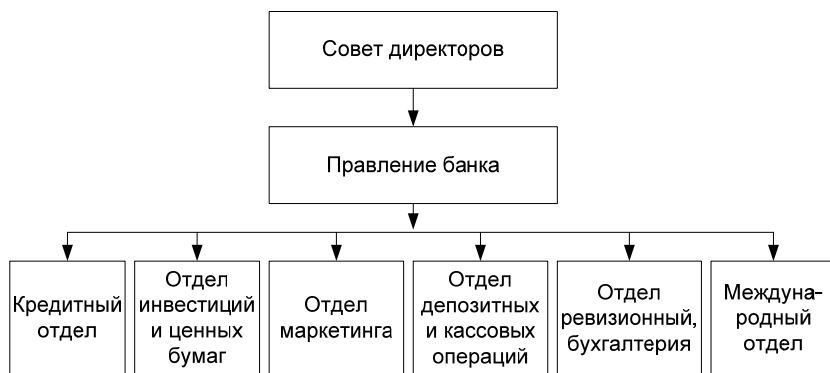 Совет директоров
Правление банка
Кредитный
отдел
Отдел
инвестиций
и ценных
бумаг
Отдел
маркетинга
Отдел
депозитных
и кассовых
операций
Отдел
ревизионный,
бухгалтерия
Междуна-
родный
отдел